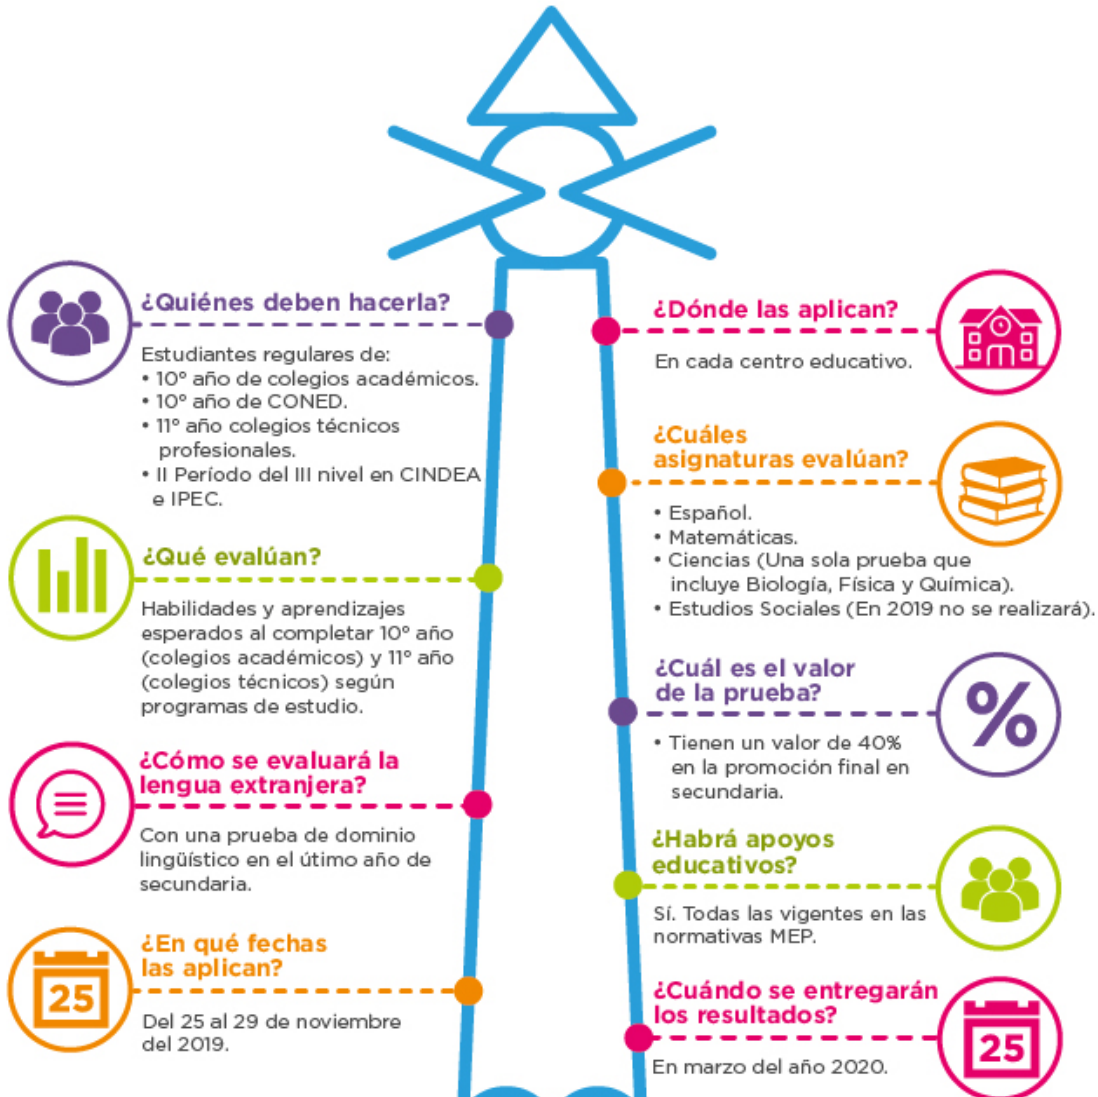 ¿Quiénes deben hacerla?
Estudiantes regulares de:
• 10° año de colegios académicos.
• 10° año de CONED.
• 11° año colegios técnicos
profesionales.
• II Período del III nivel en CINDEA
e IPEC.
¿Qué evalúan?
Habilidades y aprendizajes
esperados al completar 10° año
(colegios académicos) y 11° año
(colegios técnicos) según
programas de estudio.
¿Cómo se evaluará la
lengua extranjera?
Con una prueba de dominio
lingüístico en el útimo año de
secundaria.
¿En qué fechas
las aplican?
25
Del 25 al 29 de noviembre
del 2019.
¿Dónde las aplican?
En cada centro educativo.
¿Cuáles
asignaturas evalúan?
• Español.
• Matemáticas.
• Ciencias (Una sola prueba que
incluye Biología, Física y Química).
• Estudios Sociales (En 2019 no se realizará).
¿Cuál es el valor
de la prueba?
%
• Tienen un valor de 40%
en la promoción final en
secundaria.
¿Habrá apoyos
educativos?
Sí. Todas las vigentes en las
normativas MEP.
¿Cuándo se entregarán
los resultados?
25
En marzo del año 2020.